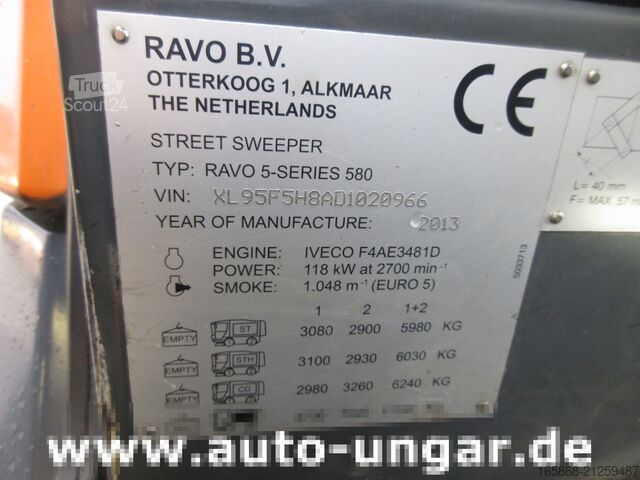 RAVO B.V.
OTTERKOOG 1, ALKMAAR
THE NETHERLANDS
CE
Truck
Scout24
STREET SWEEPER
TYP: RAVO 5-SERIES 580
VIN: XL95F5H8AD1020966
YEAR OF MANUFACTURE: 2013
ENGINE: IVECO F4AE3481D
POWER: 118 kW at 2700 min⁻¹
SMOKE: 1.048 m⁻¹ (EURO 5)
1 2 1+2
EMPTY ST 3080 2900 5980 KG
EMPTY STH 3100 2930 6030 KG
EMPTY CD 2980 3260 6240 KG
5033713
L= 40 mm
F= MAX. 57 m
www.auto-ungar.de
165868-21259487